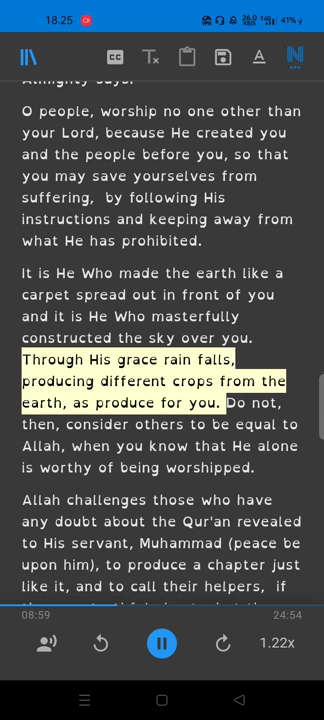 18.25
26.0
KB/S
41%
CC
Almighty says:
O people, worship no one other than
your Lord, because He created you
and the people before you, so that
you may save yourselves from
suffering, by following His
instructions and keeping away from
what He has prohibited.
It is He Who made the earth like a
carpet spread out in front of you
and it is He Who masterfully
constructed the sky over you.
Through His grace rain falls,
producing different crops from the
earth, as produce for you. Do not,
then, consider others to be equal to
Allah, when you know that He alone
is worthy of being worshipped.
Allah challenges those who have
any doubt about the Qur'an revealed
to His servant, Muhammad (peace be
upon him), to produce a chapter just
like it, and to call their helpers, if
08:59
24:54
1.22x